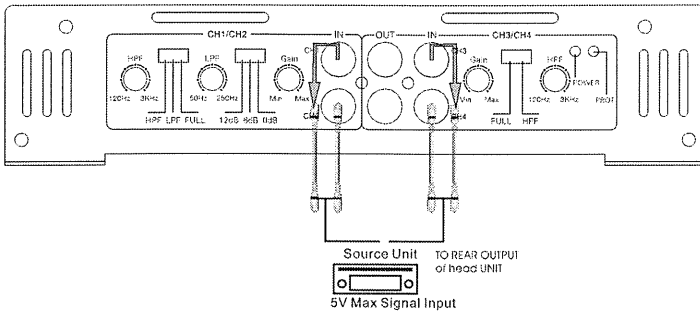 CH1/CH2
IN
OUT
IN
CH3/CH4
HPF
LPF
Gain
CH3
Gain
HPF
POWER
PROT
120Hz 3KHz
50Hz 250Hz
Min Max
Min Max
120Hz 3KHz
HPF LPF FULL
12dB 6dB 0dB
CH4
FULL HPF
Source Unit
TO REAR OUTPUT
of head UNIT
5V Max Signal Input